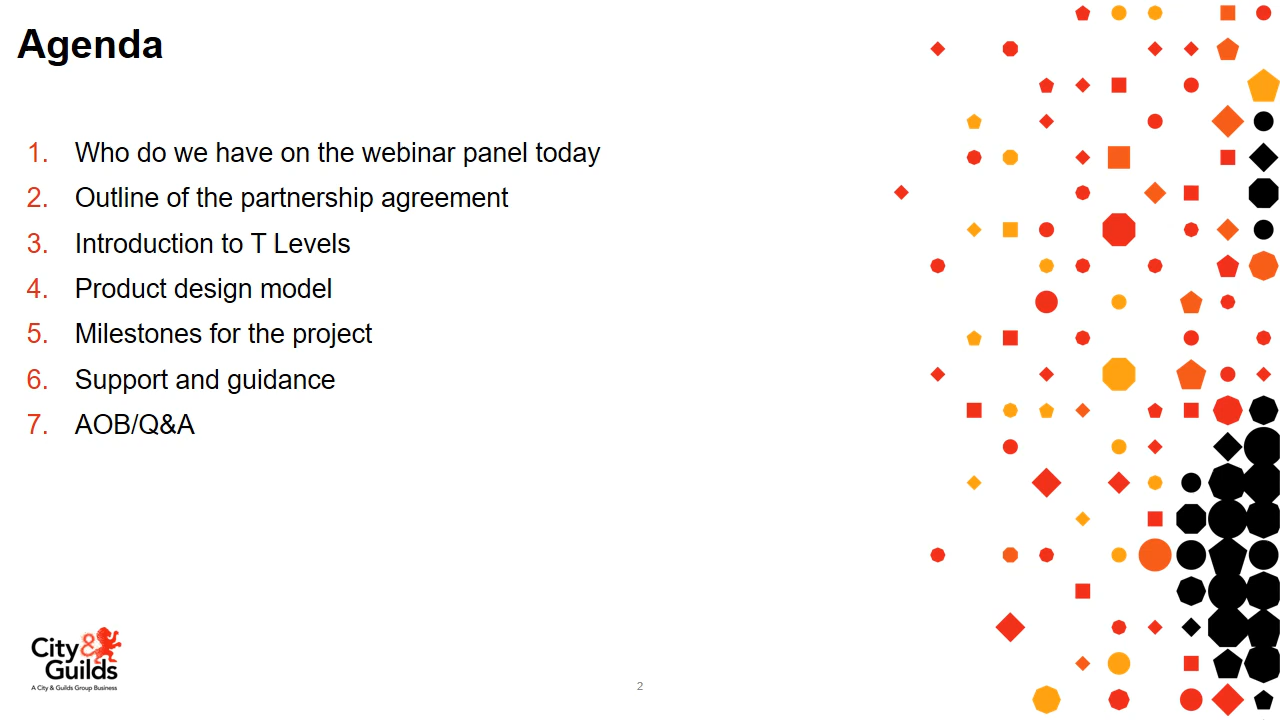 Agenda
1. Who do we have on the webinar panel today
2. Outline of the partnership agreement
3. Introduction to T Levels
4. Product design model
5. Milestones for the project
6. Support and guidance
7. AOB/Q&A
City &
Guilds
A City & Guilds Group Business
2